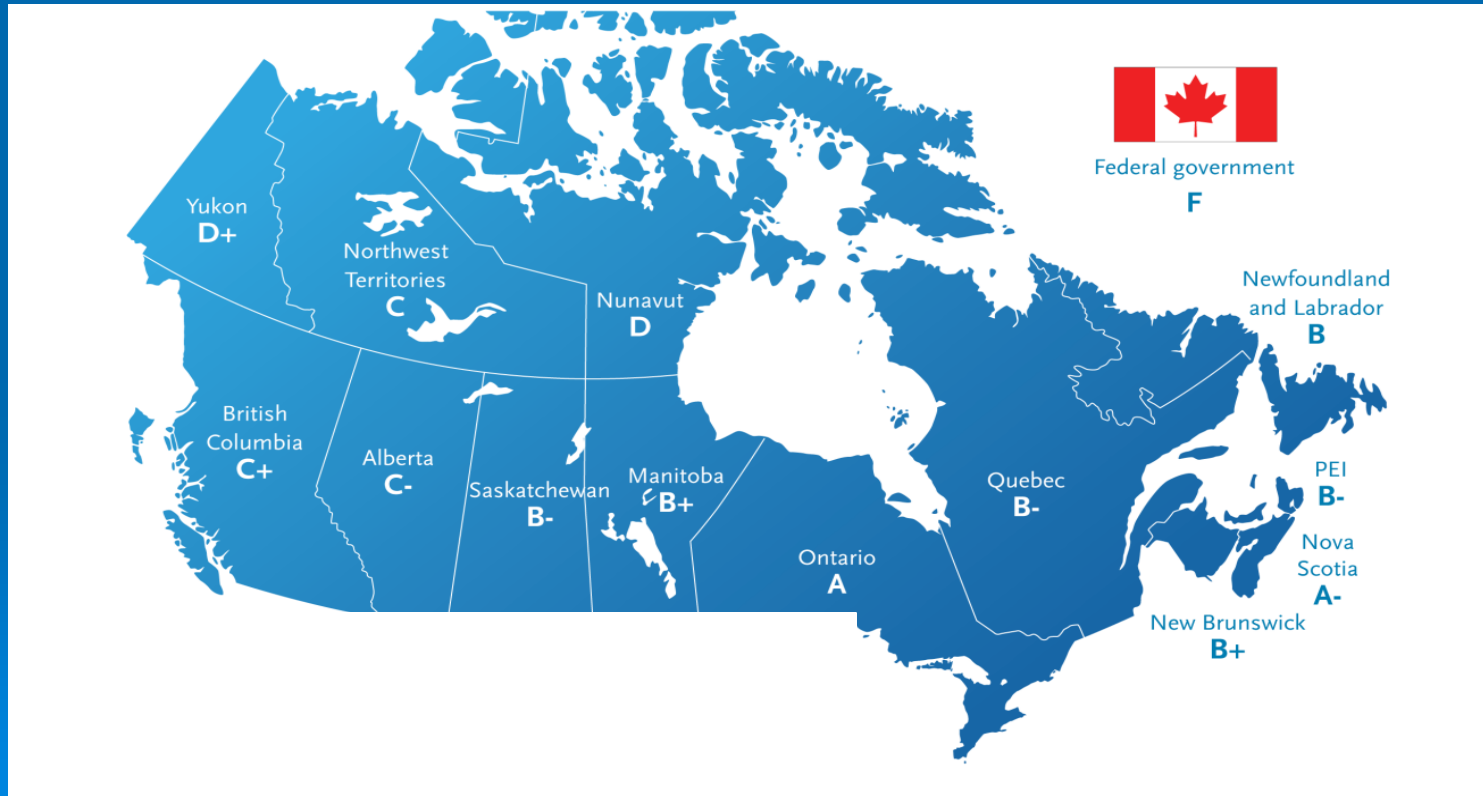 Federal government
F
Yukon
D+
Northwest
Territories
C
Nunavut
D
Newfoundland
and Labrador
B
British
Columbia
C+
Alberta
C-
Saskatchewan
B-
Manitoba
B+
Ontario
A
Quebec
B-
PEI
B-
Nova
Scotia
A-
New Brunswick
B+